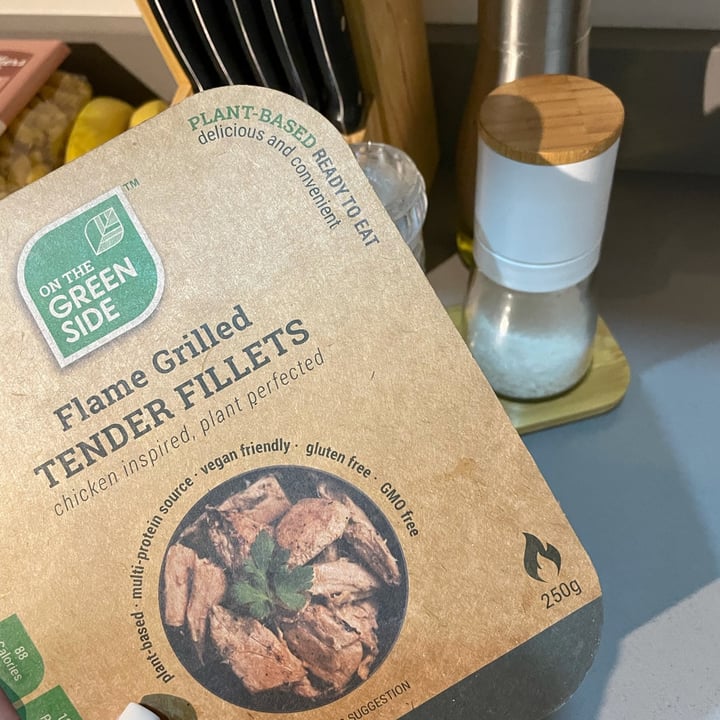 PLANT-BASED READY TO EAT
delicious and convenient
ON THE
GREEN
SIDE
TM
Flame Grilled
TENDER FILLETS
chicken inspired, plant perfected
plant-based · multi-protein source · vegan friendly · gluten free · GMO free
250g
88
Calories
SUGGESTION